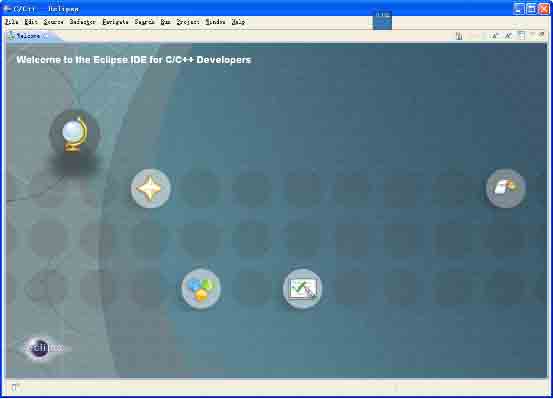 C/C++ - Eclipse
File Edit Source Refactor Navigate Search Run Project Window Help
Welcome
Welcome to the Eclipse IDE for C/C++ Developers
eclipse